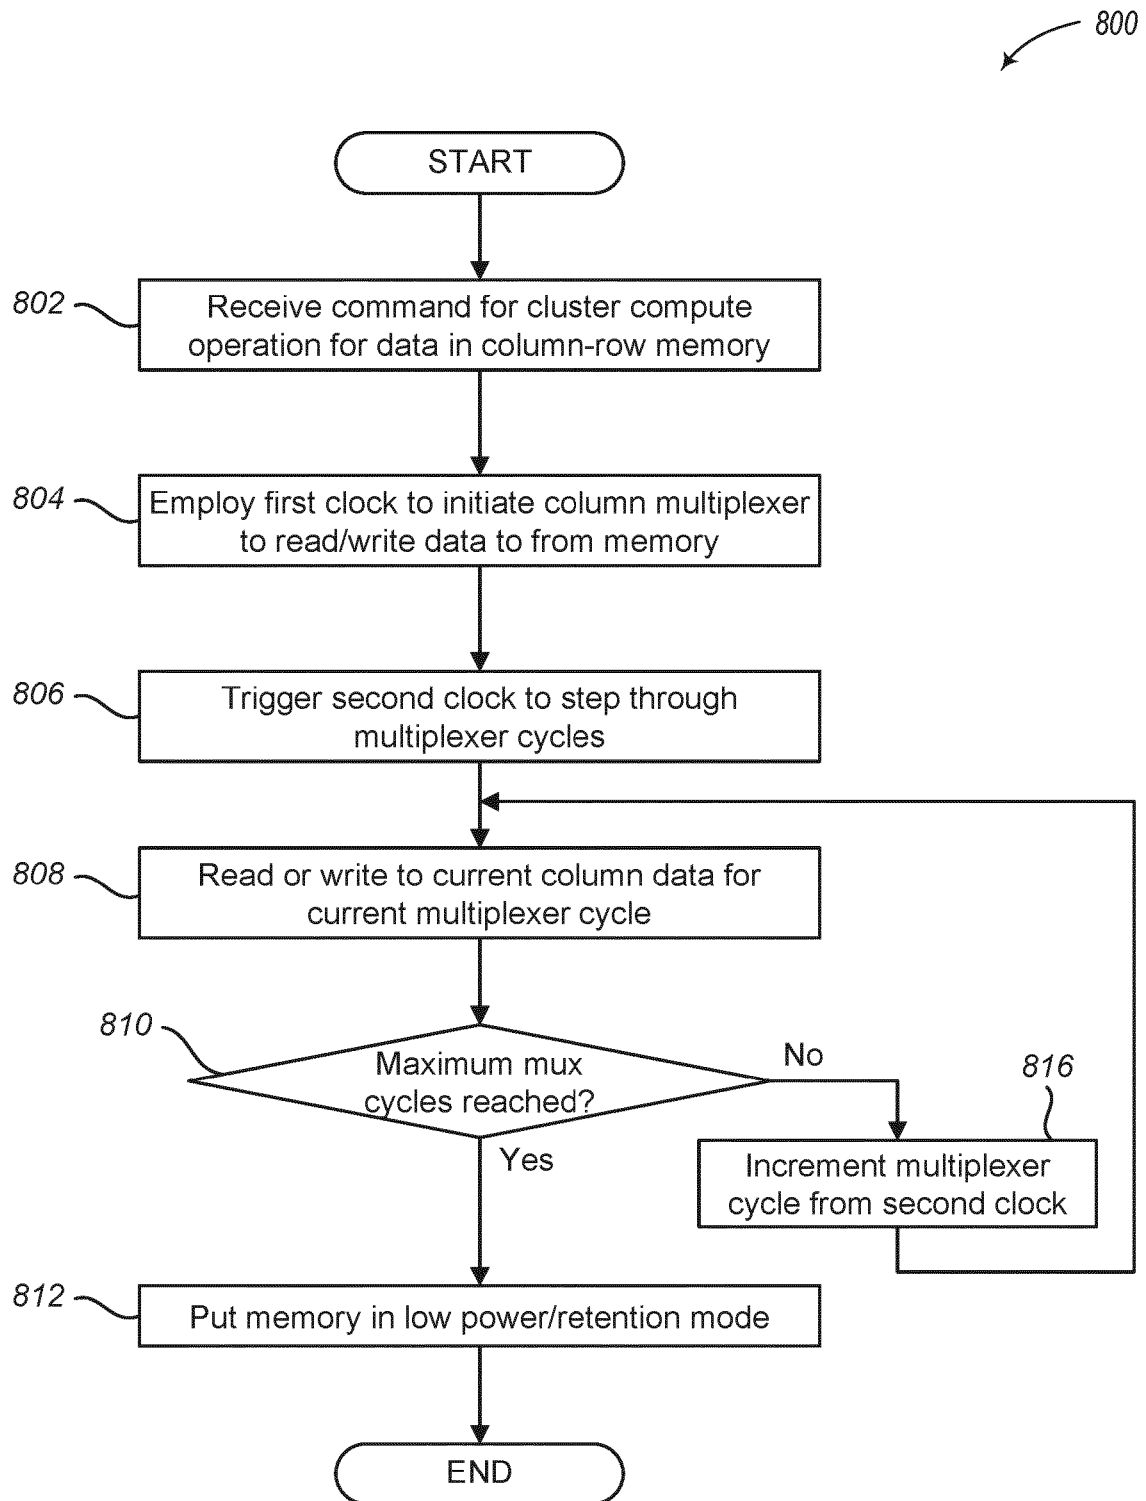 800
START
802
Receive command for cluster compute
operation for data in column-row memory
804
Employ first clock to initiate column multiplexer
to read/write data to from memory
806
Trigger second clock to step through
multiplexer cycles
808
Read or write to current column data for
current multiplexer cycle
810
Maximum mux
cycles reached?
No
816
Yes
Increment multiplexer
cycle from second clock
812
Put memory in low power/retention mode
END